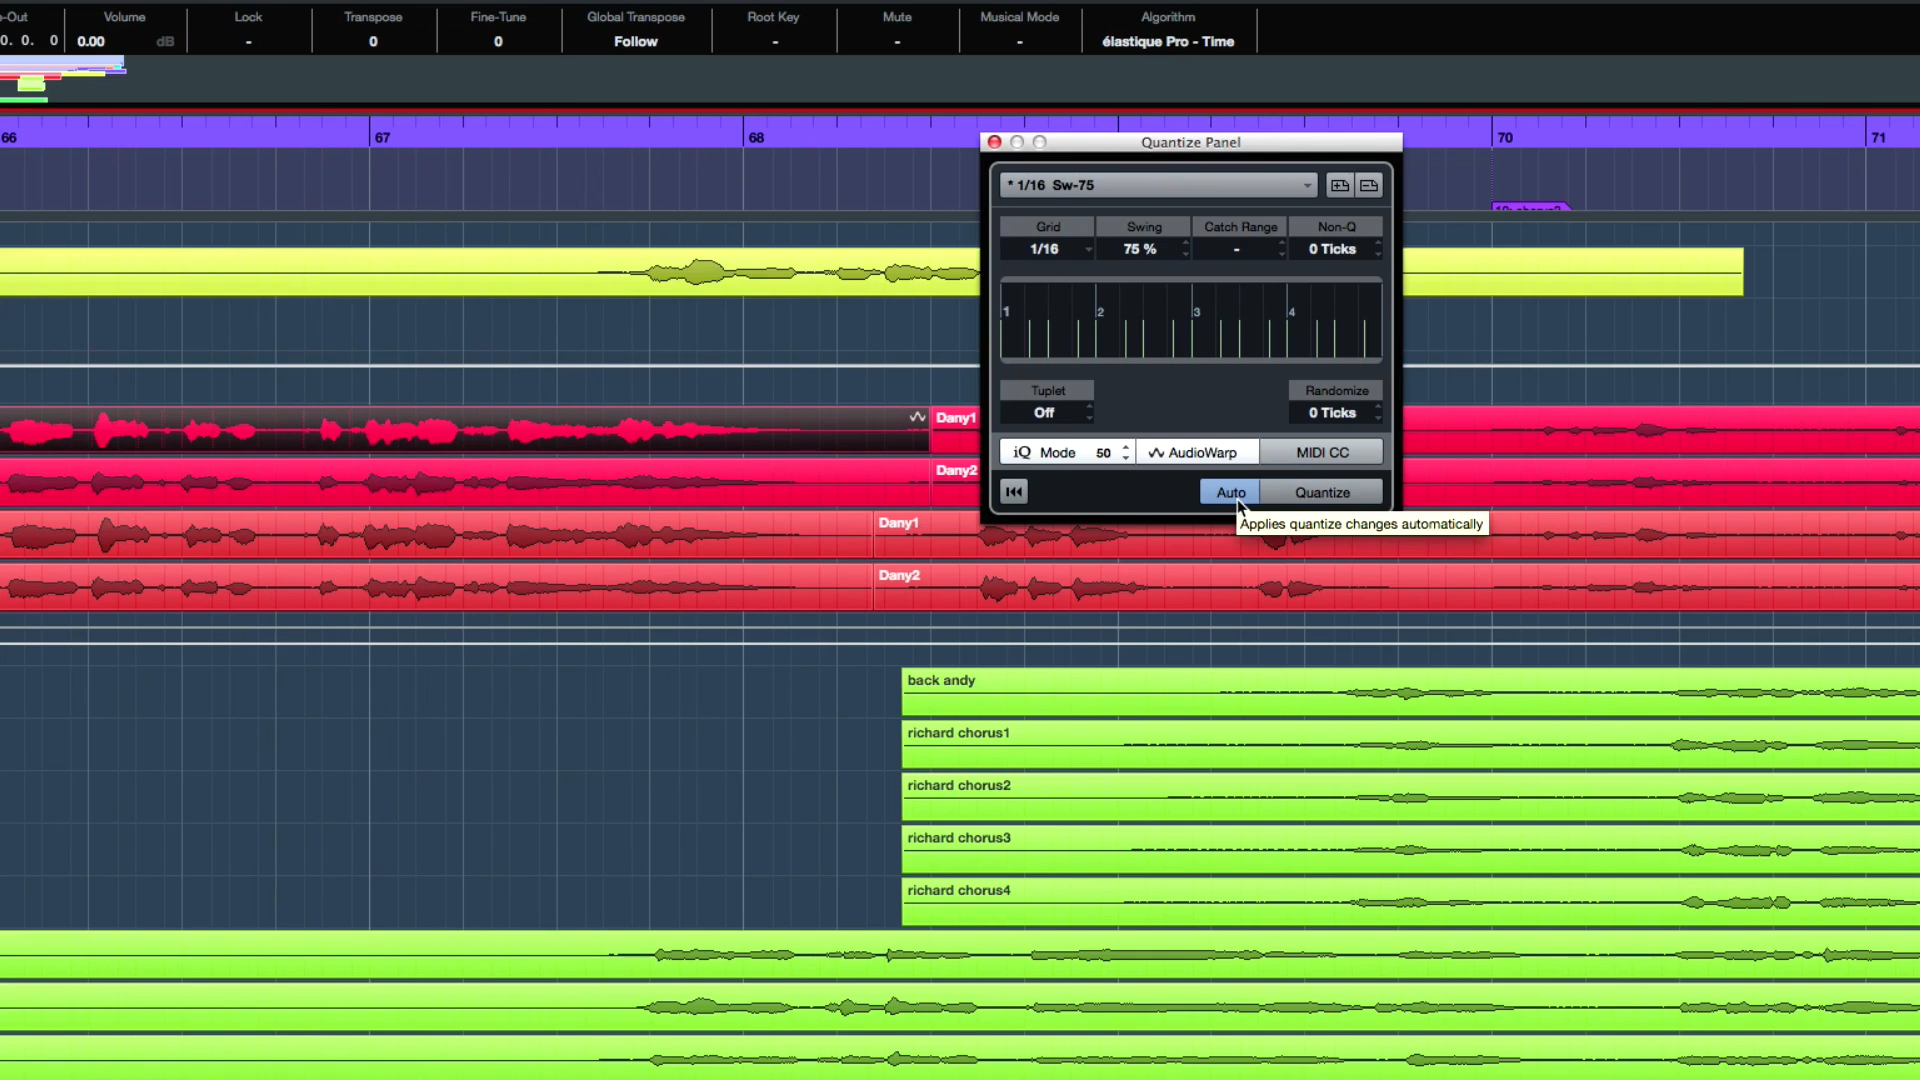 e-Out Volume Lock Transpose Fine-Tune Global Transpose Root Key Mute Musical Mode Algorithm
0. 0. 0 0.00 dB - 0 0 Follow - - - élastique Pro - Time
66 67 68 70 71
Quantize Panel
* 1/16 Sw-75
Grid Swing Catch Range Non-Q
1/16 75 % - 0 Ticks
1 2 3 4
Tuplet Randomize
Off 0 Ticks
iQ Mode 50 AudioWarp MIDI CC
Auto Quantize
Applies quantize changes automatically
Dany1
Dany2
Dany1
Dany2
back andy
richard chorus1
richard chorus2
richard chorus3
richard chorus4